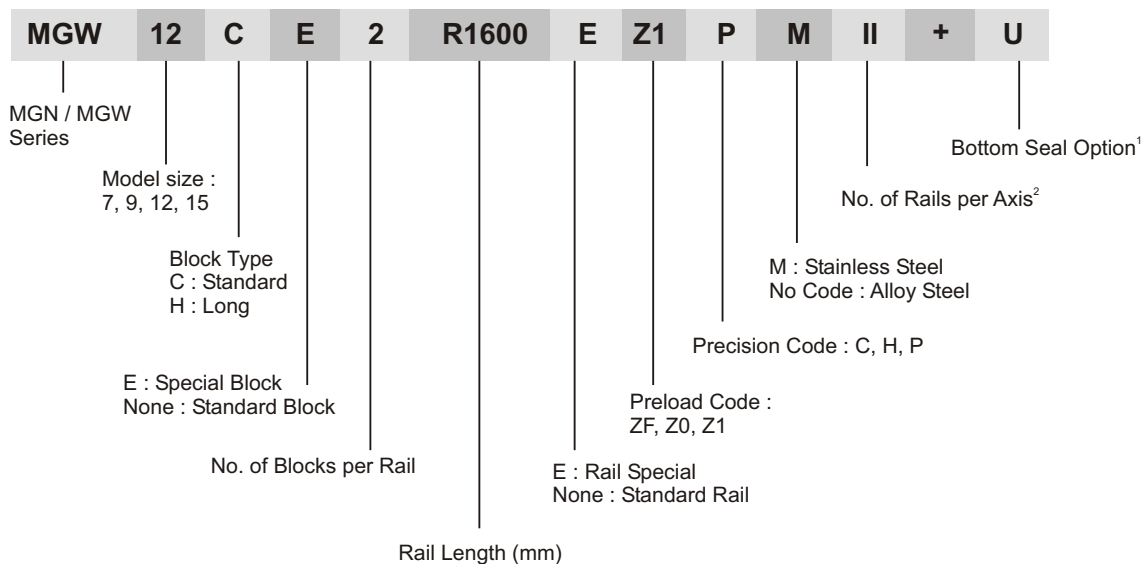 MGW 12 C E 2 R1600 E Z1 P M II + U
MGN / MGW
Series
Bottom Seal Option¹
Model size :
7, 9, 12, 15
No. of Rails per Axis²
Block Type
C : Standard
H : Long
M : Stainless Steel
No Code : Alloy Steel
Precision Code : C, H, P
E : Special Block
None : Standard Block
Preload Code :
ZF, Z0, Z1
No. of Blocks per Rail
E : Rail Special
None : Standard Rail
Rail Length (mm)